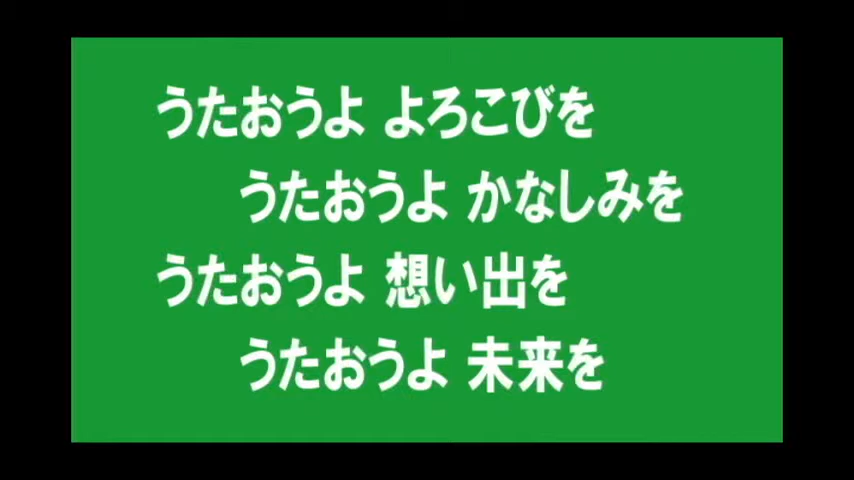 うたおうよ よろこびを
うたおうよ かなしみを
うたおうよ 想い出を
うたおうよ 未来を